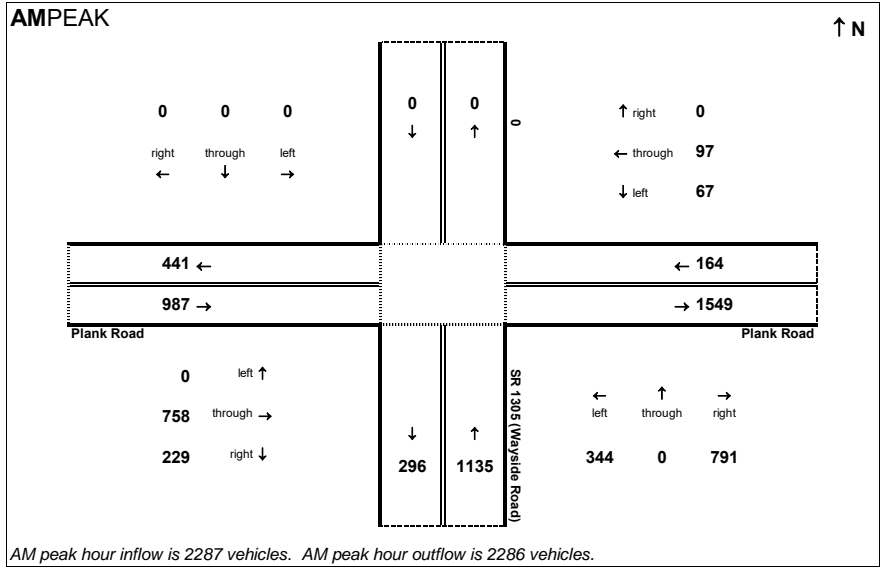 AMPEAK
↑ N
0 0 0
right through left
← ↓ →
0 0
↓ ↑
0
↑ right 0
← through 97
↓ left 67
441 ←
← 164
987 →
→ 1549
Plank Road
Plank Road
0 left ↑
758 through →
229 right ↓
↓ ↑
296 1135
SR 1305 (Wayside Road)
← ↑ →
left through right
344 0 791
AM peak hour inflow is 2287 vehicles. AM peak hour outflow is 2286 vehicles.